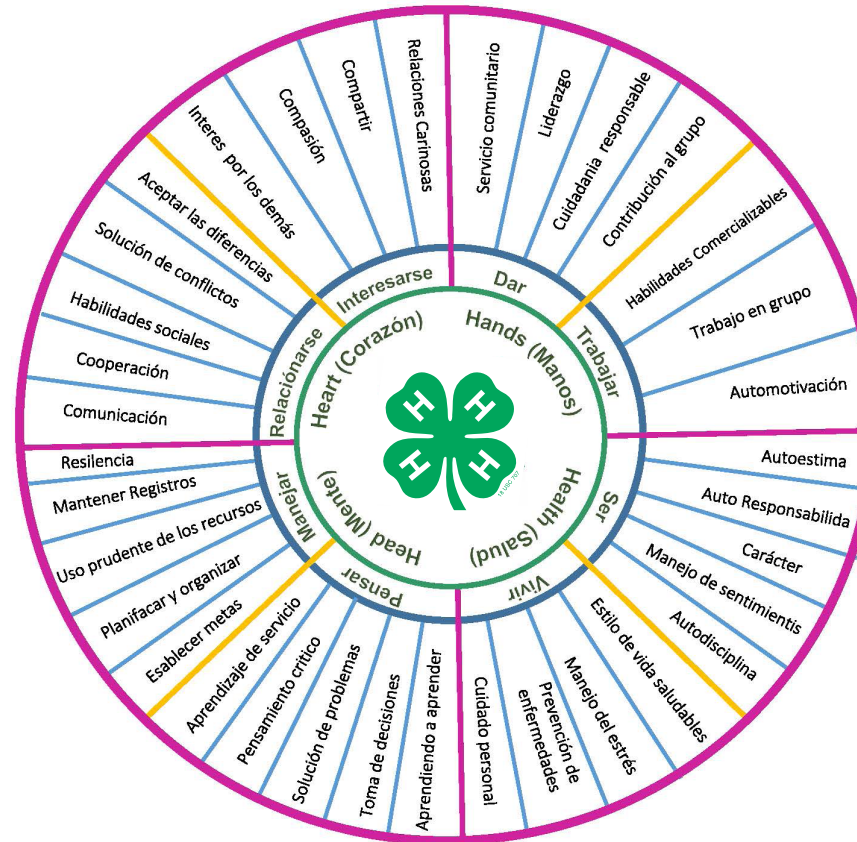 Relaciones Carinosas
Compartir
Compasión
Interes por los demás
Aceptar las diferencias
Solución de conflictos
Habilidades sociales
Cooperación
Comunicación
Resilencia
Mantener Registros
Uso prudente de los recursos
Planifacar y organizar
Esablecer metas
Aprendizaje de servicio
Pensamiento critico
Solución de problemas
Toma de decisiones
Aprendiendo a aprender
Cuidado personal
Prevención de
enfermedades
Manejo del estrés
Estilo de vida saludables
Autodisciplina
Manejo de sentimientis
Carácter
Auto Responsabilida
Autoestima
Automotivación
Trabajo en grupo
Habilidades Comercializables
Contribución al grupo
Cuidadania responsable
Liderazgo
Servicio comunitario
Interesarse
Dar
Trabajar
Ser
Vivir
Pensar
Manejar
Relaciónarse
Heart (Corazón)
Hands (Manos)
Health (Salud)
Head (Mente)
H
H
H
H
18 USC 707